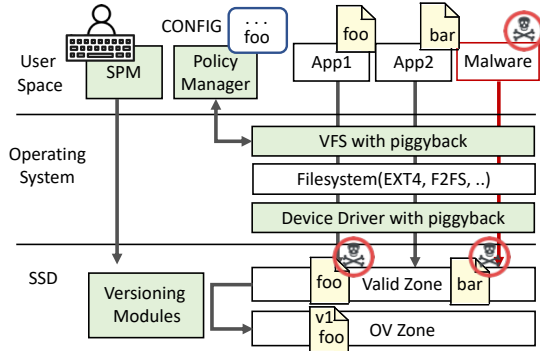 CONFIG
. . .
foo
foo
bar
User
Space
SPM
Policy
Manager
App1
App2
Malware
Operating
System
VFS with piggyback
Filesystem(EXT4, F2FS, ..)
Device Driver with piggyback
SSD
Versioning
Modules
foo
Valid Zone
bar
v1
foo
OV Zone